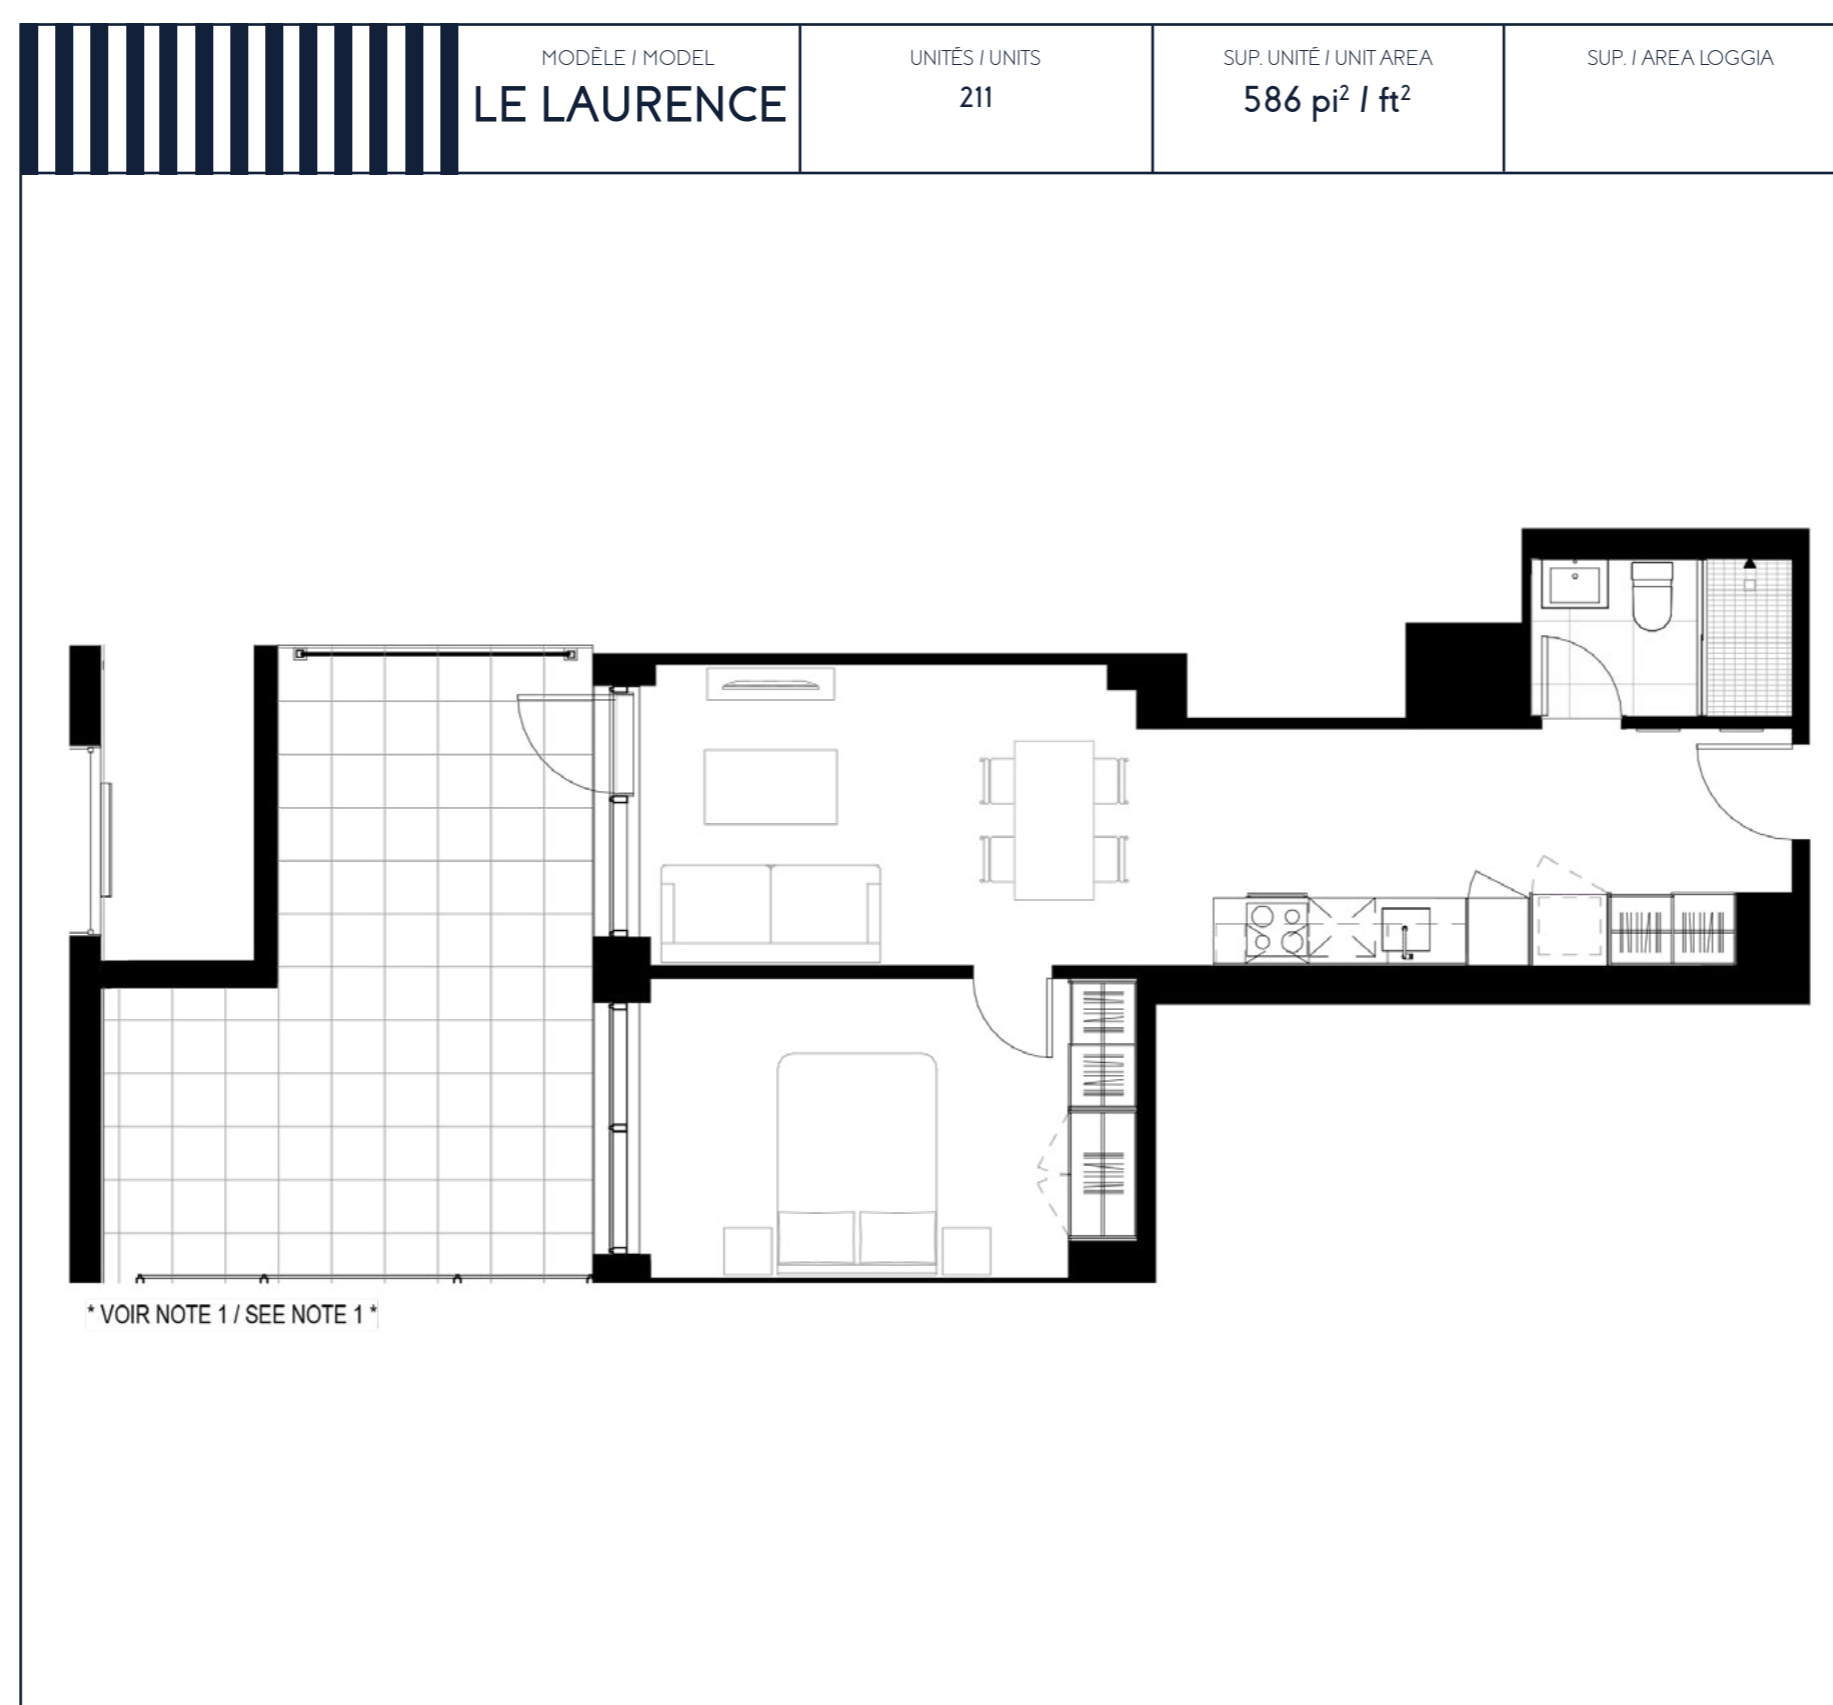 MODÈLE / MODEL
LE LAURENCE
UNITÉS / UNITS
211
SUP. UNITÉ / UNIT AREA
586 pi² / ft²
SUP. / AREA LOGGIA
* VOIR NOTE 1 / SEE NOTE 1 *